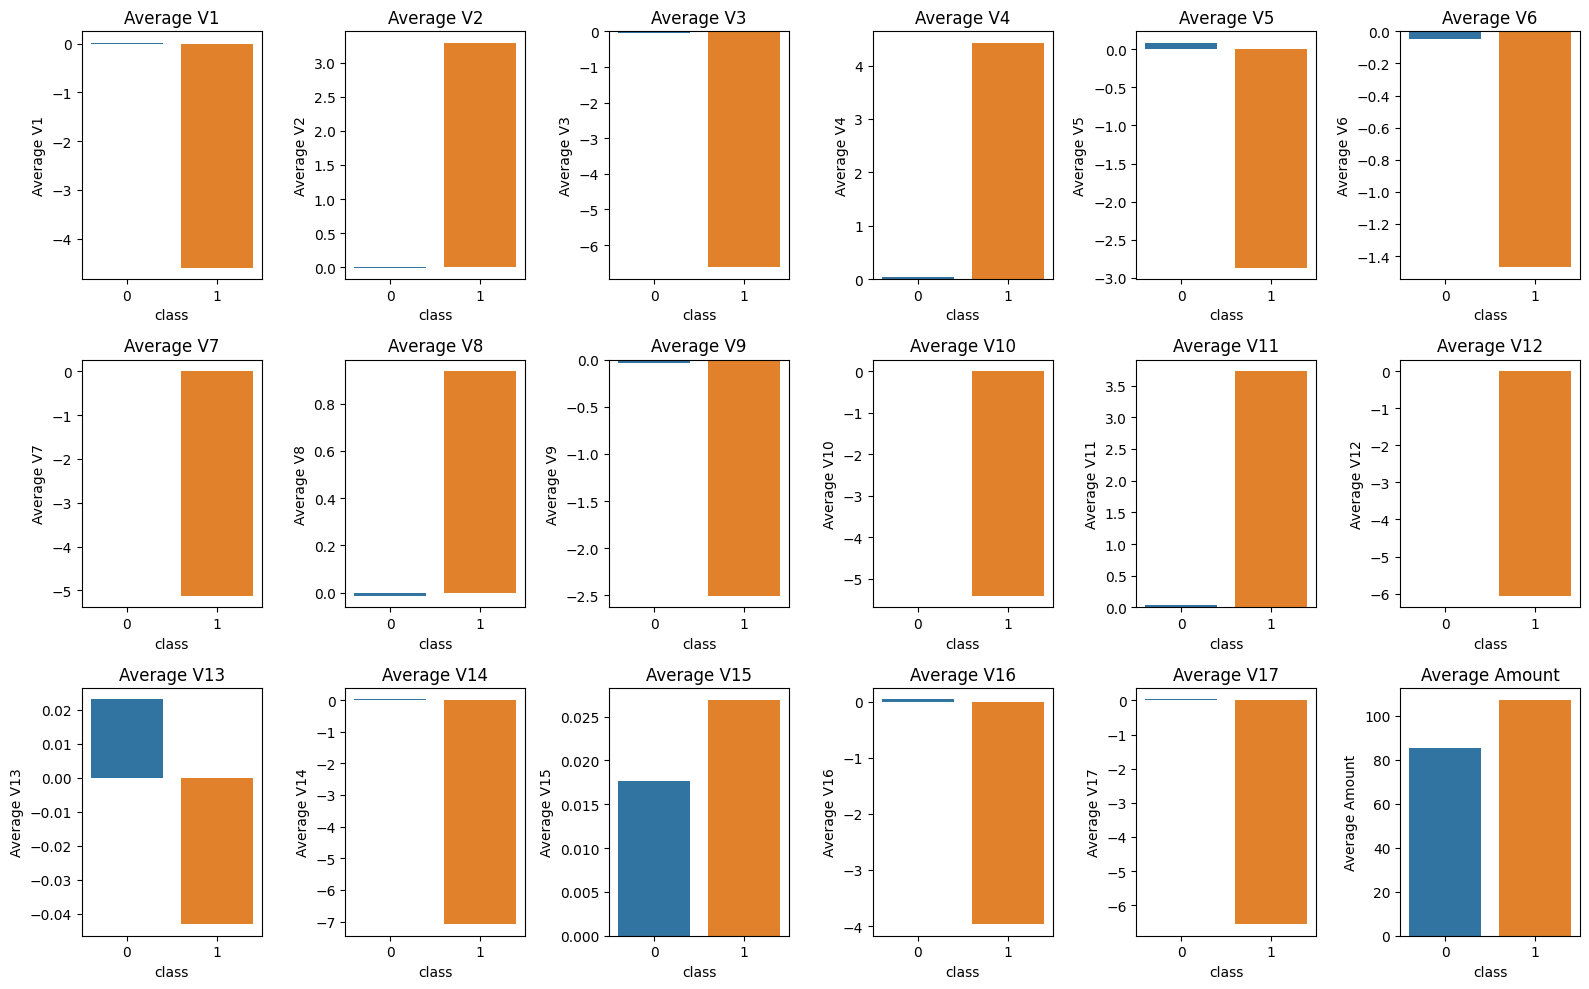 Average V1
Average V2
Average V3
Average V4
Average V5
Average V6
0
−1
−2
−3
−4
Average V1
0
1
class
3.0
2.5
2.0
1.5
1.0
0.5
0.0
Average V2
0
1
class
0
−1
−2
−3
−4
−5
−6
Average V3
0
1
class
4
3
2
1
0
Average V4
0
1
class
0.0
−0.5
−1.0
−1.5
−2.0
−2.5
−3.0
Average V5
0
1
class
0.0
−0.2
−0.4
−0.6
−0.8
−1.0
−1.2
−1.4
Average V6
0
1
class
Average V7
Average V8
Average V9
Average V10
Average V11
Average V12
0
−1
−2
−3
−4
−5
Average V7
0
1
class
0.8
0.6
0.4
0.2
0.0
Average V8
0
1
class
0.0
−0.5
−1.0
−1.5
−2.0
−2.5
Average V9
0
1
class
0
−1
−2
−3
−4
−5
Average V10
0
1
class
3.5
3.0
2.5
2.0
1.5
1.0
0.5
0.0
Average V11
0
1
class
0
−1
−2
−3
−4
−5
−6
Average V12
0
1
class
Average V13
Average V14
Average V15
Average V16
Average V17
Average Amount
0.02
0.01
0.00
−0.01
−0.02
−0.03
−0.04
Average V13
0
1
class
0
−1
−2
−3
−4
−5
−6
−7
Average V14
0
1
class
0.025
0.020
0.015
0.010
0.005
0.000
Average V15
0
1
class
0
−1
−2
−3
−4
Average V16
0
1
class
0
−1
−2
−3
−4
−5
−6
Average V17
0
1
class
100
80
60
40
20
0
Average Amount
0
1
class